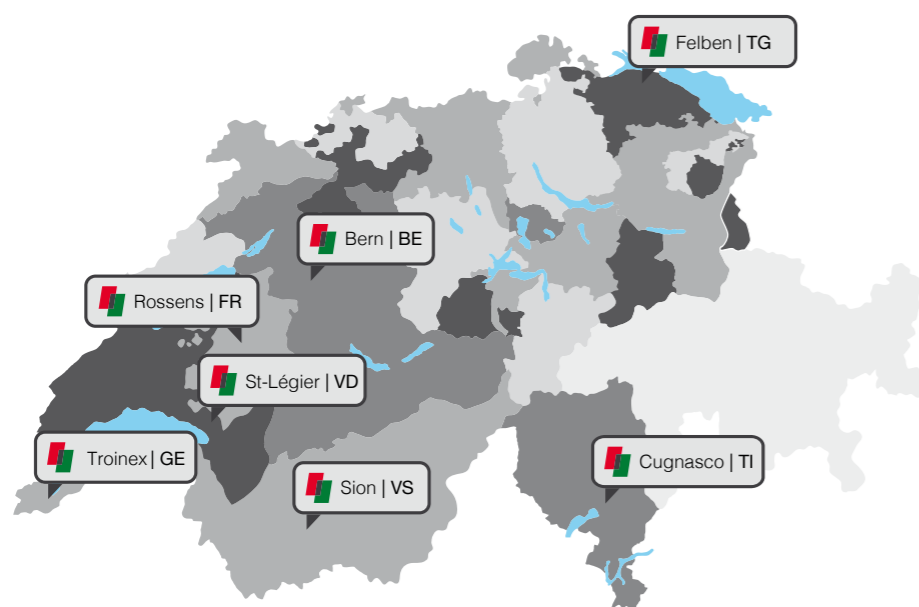 Felben | TG
Bern | BE
Rossens | FR
St-Légier | VD
Troinex | GE
Cugnasco | TI
Sion | VS